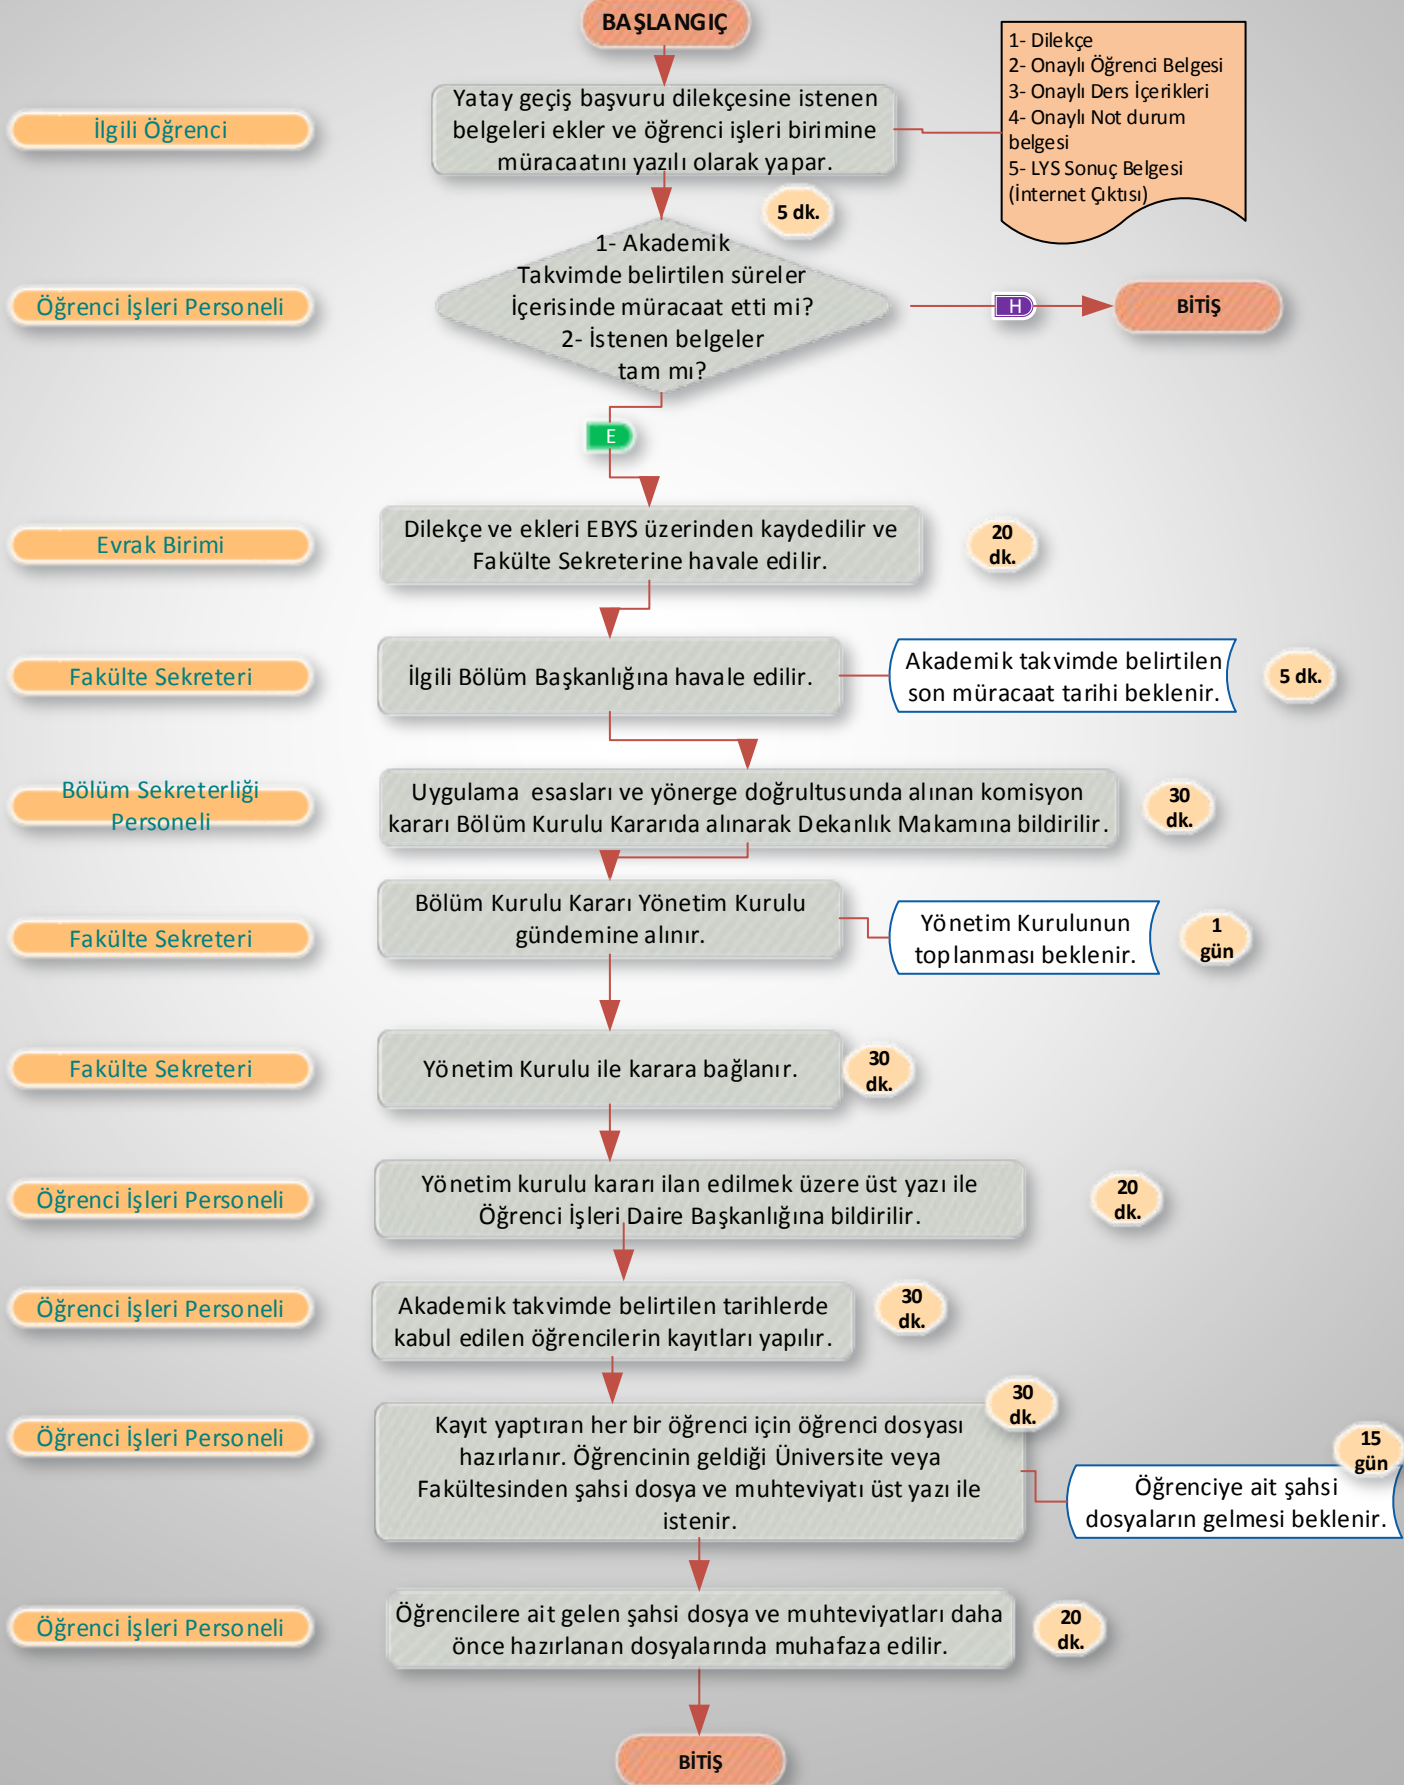 BAŞLANGIÇ
1- Dilekçe
2- Onaylı Öğrenci Belgesi
3- Onaylı Ders İçerikleri
4- Onaylı Not durum
belgesi
5- LYS Sonuç Belgesi
(İnternet Çıktısı)
İlgili Öğrenci
Yatay geçiş başvuru dilekçesine istenen
belgeleri ekler ve öğrenci işleri birimine
müracaatını yazılı olarak yapar.
5 dk.
Öğrenci İşleri Personeli
1- Akademik
Takvimde belirtilen süreler
İçerisinde müracaat etti mi?
2- İstenen belgeler
tam mı?
H
BİTİŞ
E
Evrak Birimi
Dilekçe ve ekleri EBYS üzerinden kaydedilir ve
Fakülte Sekreterine havale edilir.
20
dk.
Fakülte Sekreteri
İlgili Bölüm Başkanlığına havale edilir.
Akademik takvimde belirtilen
son müracaat tarihi beklenir.
5 dk.
Bölüm Sekreterliği
Personeli
Uygulama esasları ve yönerge doğrultusunda alınan komisyon
kararı Bölüm Kurulu Kararıda alınarak Dekanlık Makamına bildirilir.
30
dk.
Fakülte Sekreteri
Bölüm Kurulu Kararı Yönetim Kurulu
gündemine alınır.
Yönetim Kurulunun
toplanması beklenir.
1
gün
Fakülte Sekreteri
Yönetim Kurulu ile karara bağlanır.
30
dk.
Öğrenci İşleri Personeli
Yönetim kurulu kararı ilan edilmek üzere üst yazı ile
Öğrenci İşleri Daire Başkanlığına bildirilir.
20
dk.
Öğrenci İşleri Personeli
Akademik takvimde belirtilen tarihlerde
kabul edilen öğrencilerin kayıtları yapılır.
30
dk.
Öğrenci İşleri Personeli
Kayıt yaptıran her bir öğrenci için öğrenci dosyası
hazırlanır. Öğrencinin geldiği Üniversite veya
Fakültesinden şahsi dosya ve muhteviyatı üst yazı ile
istenir.
30
dk.
15
gün
Öğrenciye ait şahsi
dosyaların gelmesi beklenir.
Öğrenci İşleri Personeli
Öğrencilere ait gelen şahsi dosya ve muhteviyatları daha
önce hazırlanan dosyalarında muhafaza edilir.
20
dk.
BİTİŞ